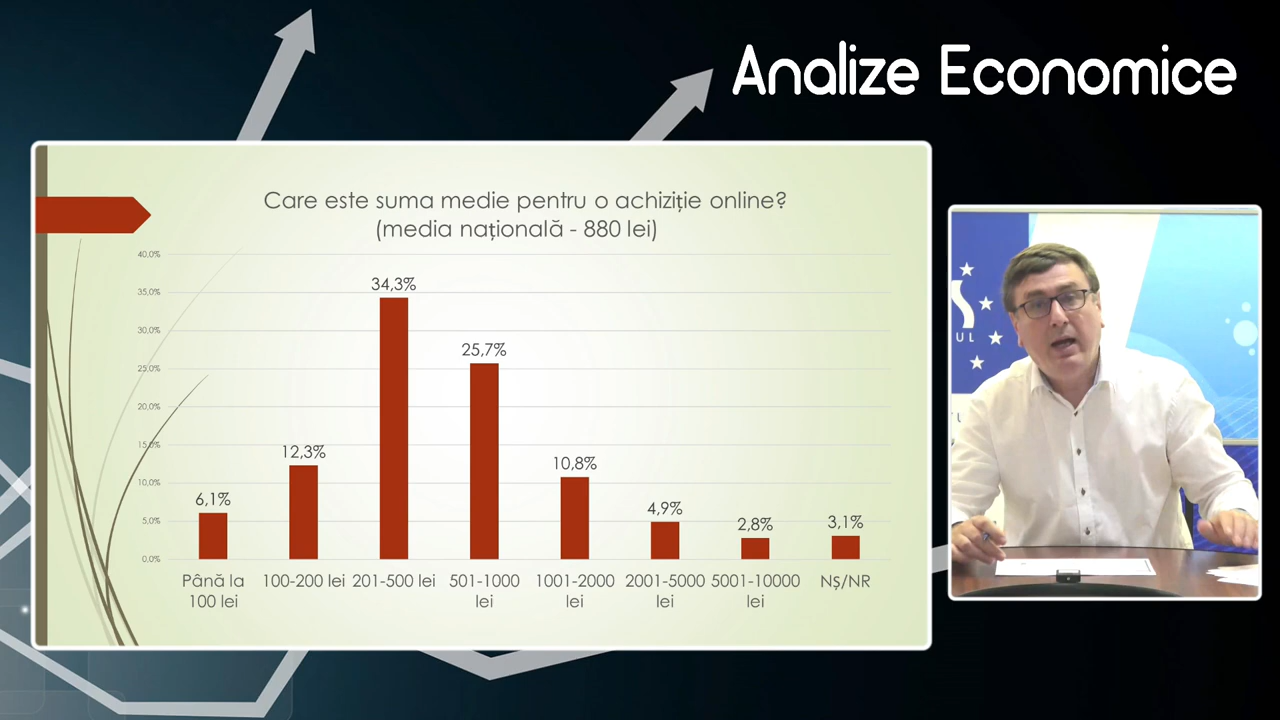 Analize Economice
Care este suma medie pentru o achiziție online?
(media națională - 880 lei)
40,0%
35,0%
30,0%
25,0%
20,0%
15,0%
10,0%
5,0%
0,0%
6,1%
12,3%
34,3%
25,7%
10,8%
4,9%
2,8%
3,1%
Până la
100 lei
100-200 lei
201-500 lei
501-1000
lei
1001-2000
lei
2001-5000
lei
5001-10000
lei
NȘ/NR
S
UL